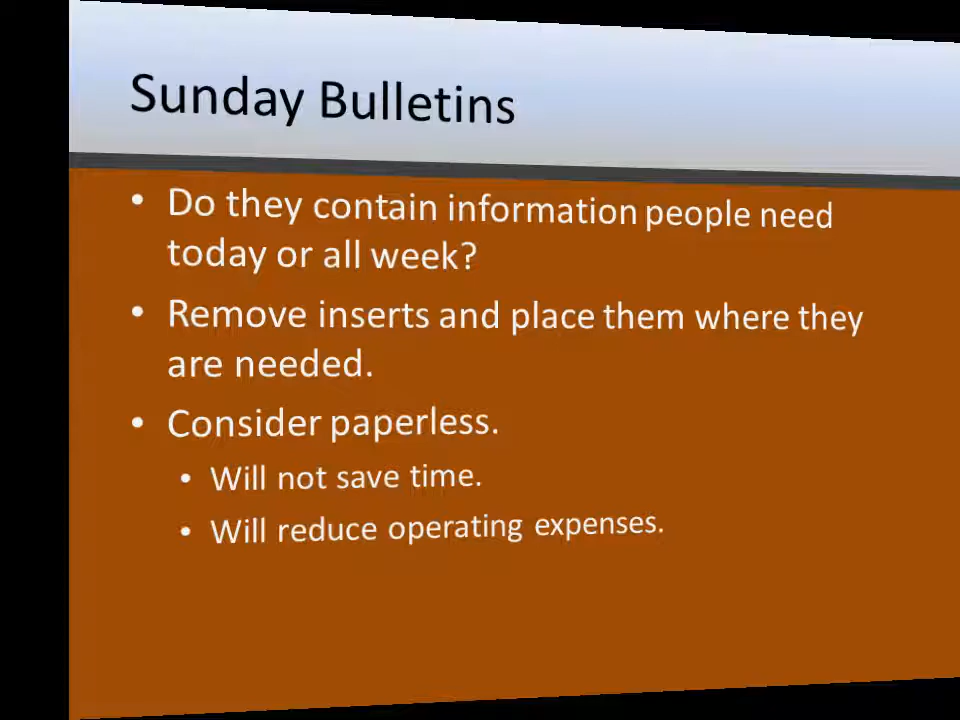 Sunday Bulletins
• Do they contain information people need
today or all week?
• Remove inserts and place them where they
are needed.
• Consider paperless.
• Will not save time.
• Will reduce operating expenses.